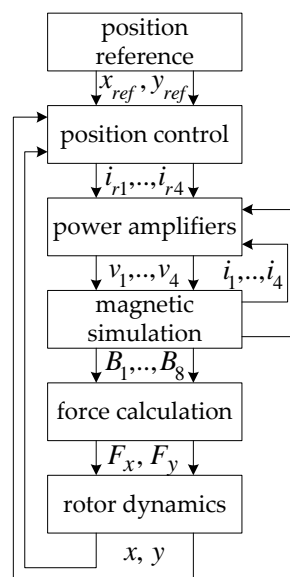 position
reference
x_ref, y_ref
position control
i_r1,..,i_r4
power amplifiers
v_1,..,v_4
i_1,..,i_4
magnetic
simulation
B_1,..,B_8
force calculation
F_x, F_y
rotor dynamics
x, y